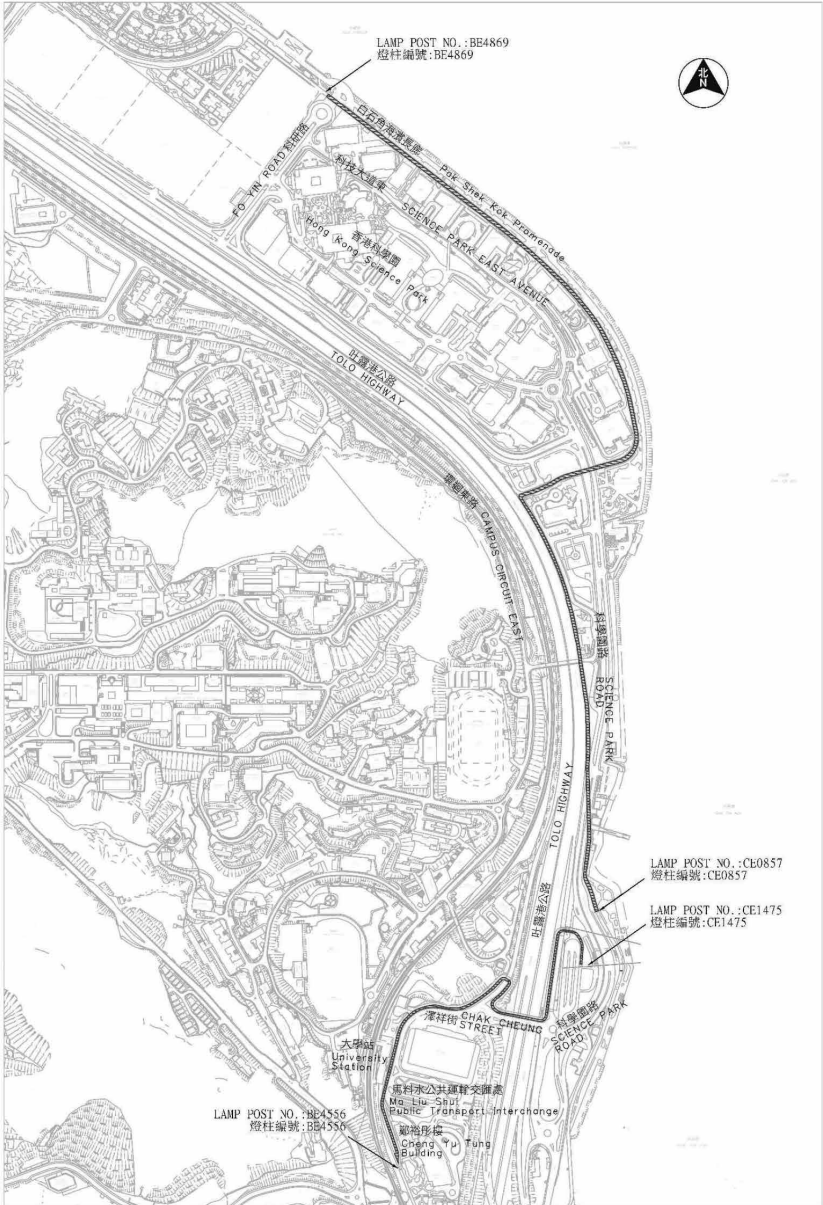 LAMP POST NO.:BE4869
燈柱編號:BE4869
北
N
白石角海濱長廊
Pak Shek Kok Promenade
FO YIN ROAD 科研路
科技大道東
SCIENCE PARK EAST AVENUE
香港科學園
Hong Kong Science Park
吐露港公路
TOLO HIGHWAY
環迴東路 CAMPUS CIRCUIT EAST
科學園路
SCIENCE PARK
ROAD
TOLO HIGHWAY
吐露港公路
LAMP POST NO.:CE0857
燈柱編號:CE0857
LAMP POST NO.:CE1475
燈柱編號:CE1475
澤祥街 CHAK CHEUNG
STREET
科學園路
SCIENCE PARK
ROAD
大學站
University
Station
馬料水公共運輸交匯處
Ma Liu Shui
Public Transport Interchange
LAMP POST NO.:BE4556
燈柱編號:BE4556
鄭裕彤樓
Cheng Yu Tung
Building